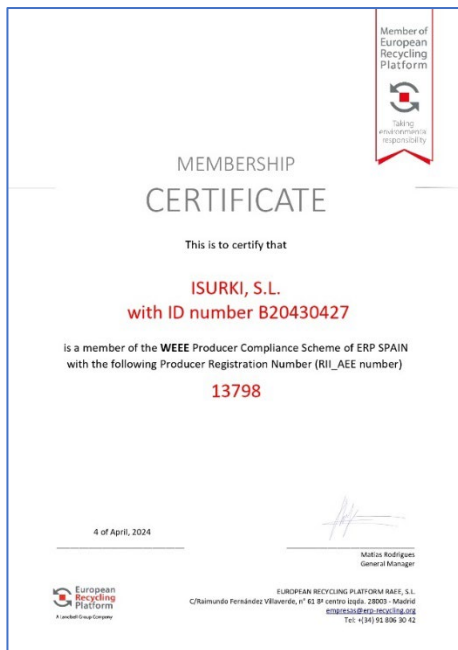 Member of
European
Recycling
Platform
Taking
environmental
responsibility
MEMBERSHIP
CERTIFICATE
This is to certify that
ISURKI, S.L.
with ID number B20430427
is a member of the WEEE Producer Compliance Scheme of ERP SPAIN
with the following Producer Registration Number (RII_AEE number)
13798
4 of April, 2024
Matias Rodrigues
General Manager
European
Recycling
Platform
A Landbell Group Company
EUROPEAN RECYCLING PLATFORM RAEE, S.L.
C/Raimundo Fernández Villaverde, nº 61 8º centro izqda. 28003 - Madrid
empresas@erp-recycling.org
Tel: +(34) 91 806 30 42